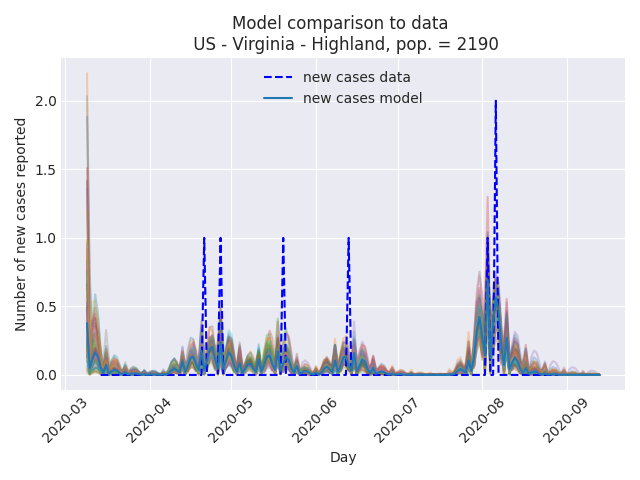 Model comparison to data
US - Virginia - Highland, pop. = 2190
new cases data
new cases model
Number of new cases reported
2.0
1.5
1.0
0.5
0.0
2020-03
2020-04
2020-05
2020-06
2020-07
2020-08
2020-09
Day